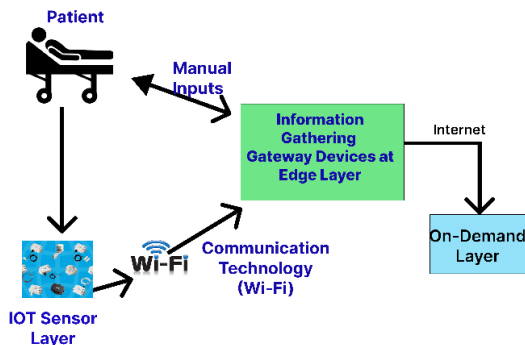 Patient
Manual
Inputs
Information
Gathering
Gateway Devices at
Edge Layer
Internet
On-Demand
Layer
Wi-Fi
Communication
Technology
(Wi-Fi)
IOT Sensor
Layer